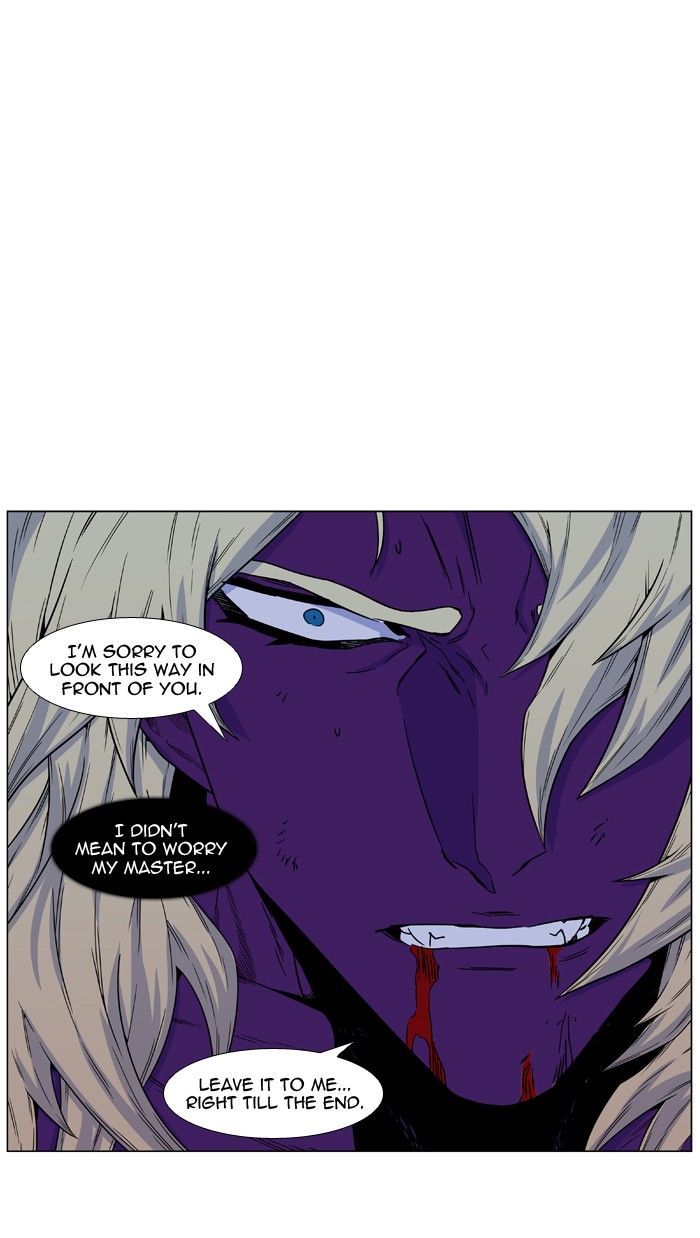 I'M SORRY TO
LOOK THIS WAY IN
FRONT OF YOU.
I DIDN'T
MEAN TO WORRY
MY MASTER...
LEAVE IT TO ME...
RIGHT TILL THE END.